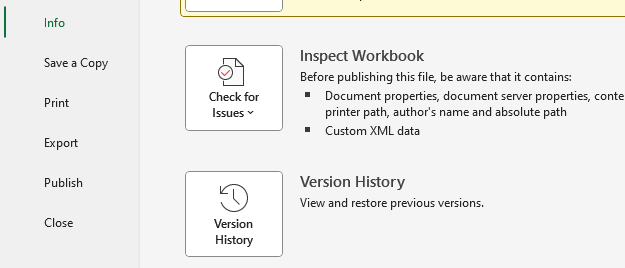 Info
Save a Copy
Print
Export
Publish
Close
Check for
Issues
Inspect Workbook
Before publishing this file, be aware that it contains:
Document properties, document server properties, conte
printer path, author's name and absolute path
Custom XML data
Version
History
Version History
View and restore previous versions.